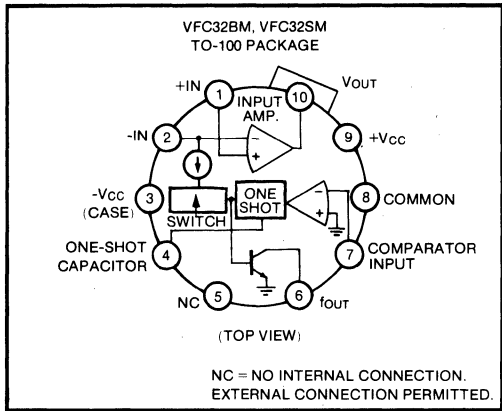 VFC32BM, VFC32SM
TO-100 PACKAGE
+IN
1
10
VOUT
INPUT
AMP.
-IN
2
-
+
9
+VCC
-VCC
(CASE)
3
SWITCH
ONE
SHOT
-
+
8
COMMON
ONE-SHOT
CAPACITOR
4
7
COMPARATOR
INPUT
NC
5
6
fOUT
(TOP VIEW)
NC = NO INTERNAL CONNECTION.
EXTERNAL CONNECTION PERMITTED.